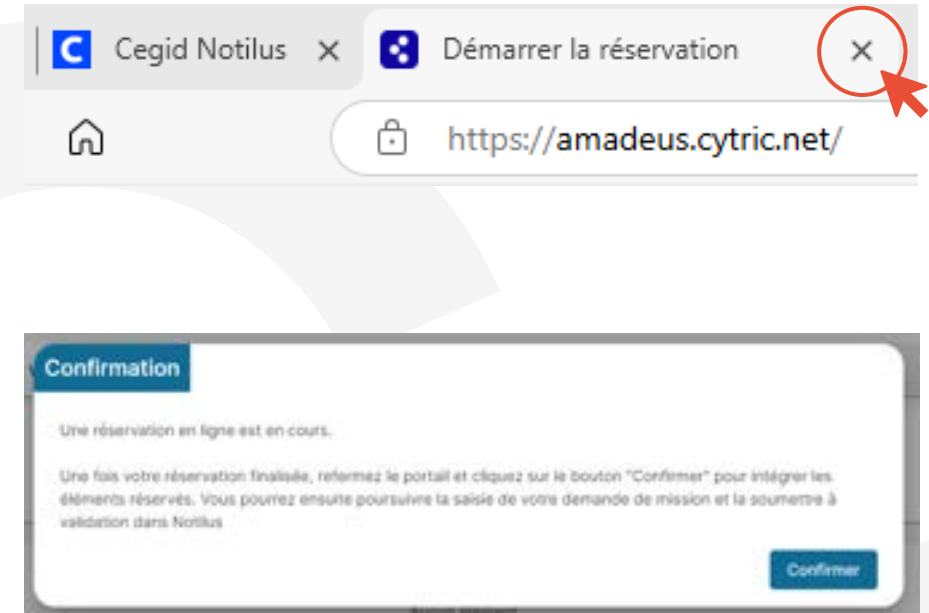 Cegid Notilus
Démarrer la réservation
https://amadeus.cytric.net/
Confirmation
Une réservation en ligne est en cours.
Une fois votre réservation finalisée, refermez le portail et cliquez sur le bouton "Confirmer" pour intégrer les
éléments réservés. Vous pourrez ensuite poursuivre la saisie de votre demande de mission et la soumettre à
validation dans Notilus
Confirmer